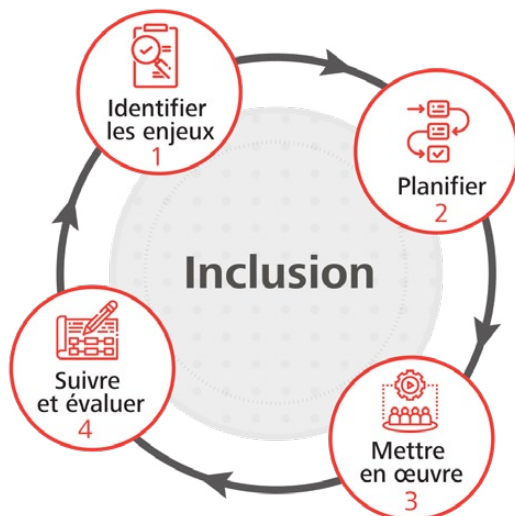 Identifier
les enjeux
1
Planifier
2
Inclusion
Suivre
et évaluer
4
Mettre
en œuvre
3